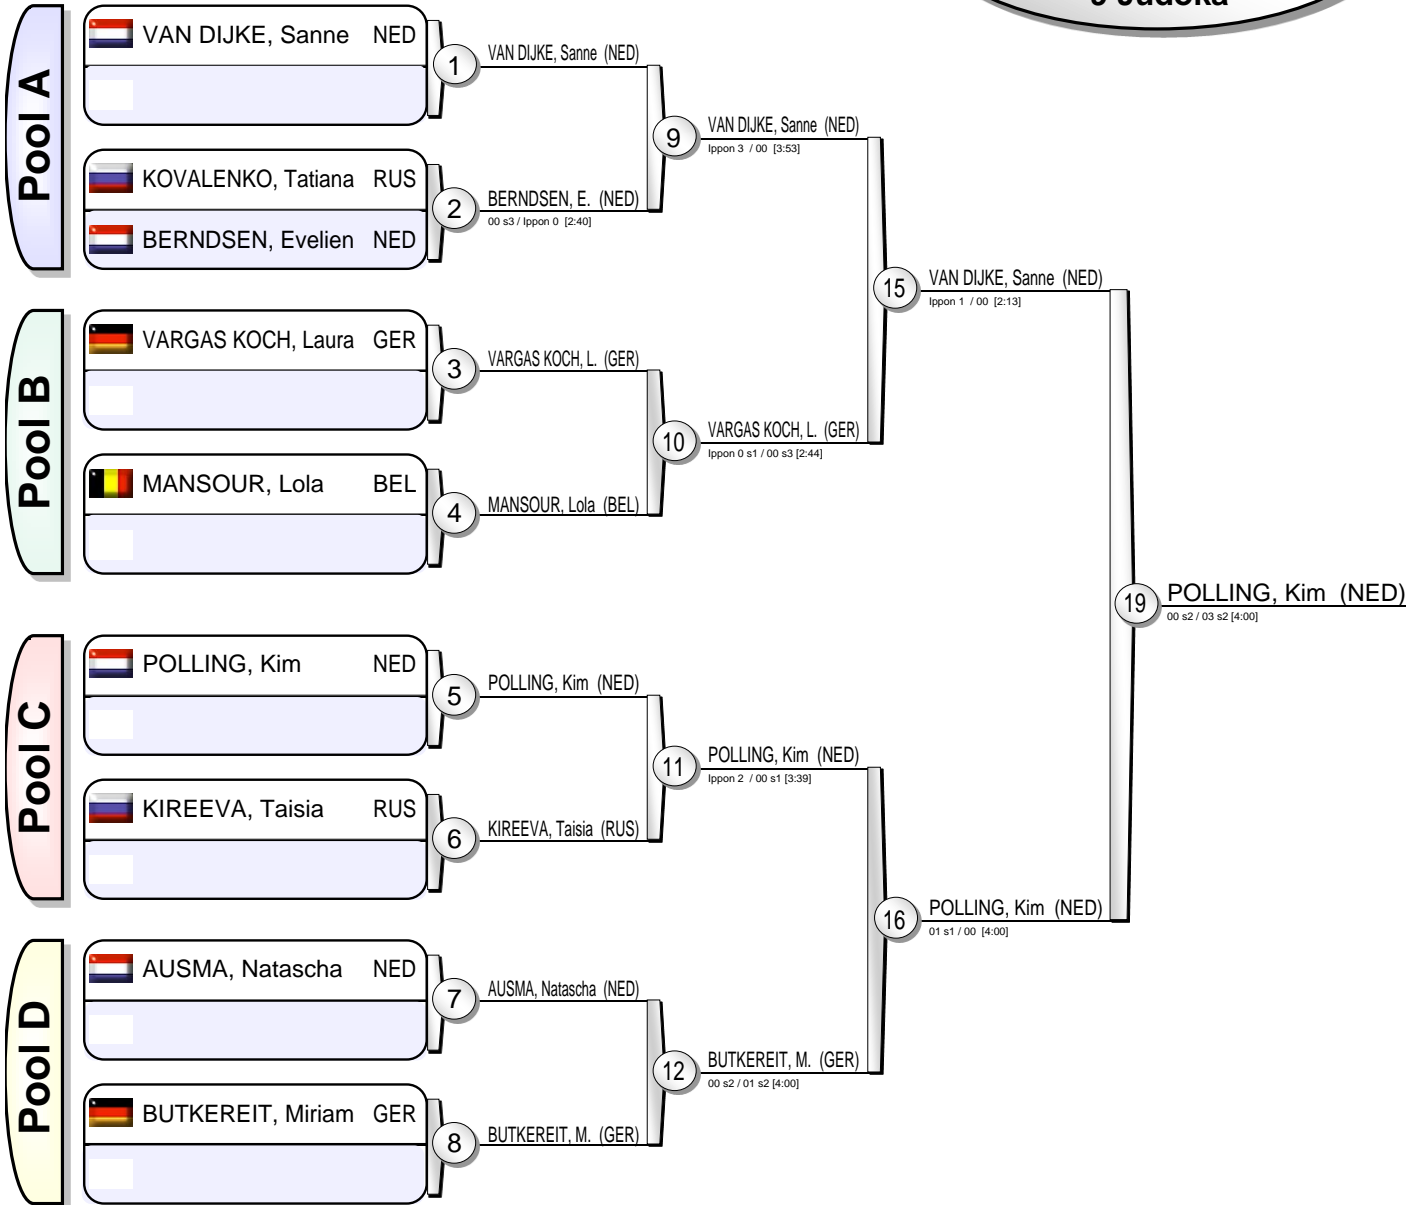 9 Judoka
Pool A
VAN DIJKE, Sanne NED
KOVALENKO, Tatiana RUS
BERNDSEN, Evelien NED
Pool B
VARGAS KOCH, Laura GER
MANSOUR, Lola BEL
Pool C
POLLING, Kim NED
KIREEVA, Taisia RUS
Pool D
AUSMA, Natascha NED
BUTKEREIT, Miriam GER
1
VAN DIJKE, Sanne (NED)
2
BERNDSEN, E. (NED)
00 s3 / Ippon 0 [2:40]
3
VARGAS KOCH, L. (GER)
4
MANSOUR, Lola (BEL)
5
POLLING, Kim (NED)
6
KIREEVA, Taisia (RUS)
7
AUSMA, Natascha (NED)
8
BUTKEREIT, M. (GER)
9
VAN DIJKE, Sanne (NED)
Ippon 3 / 00 [3:53]
10
VARGAS KOCH, L. (GER)
Ippon 0 s1 / 00 s3 [2:44]
11
POLLING, Kim (NED)
Ippon 2 / 00 s1 [3:39]
12
BUTKEREIT, M. (GER)
00 s2 / 01 s2 [4:00]
15
VAN DIJKE, Sanne (NED)
Ippon 1 / 00 [2:13]
16
POLLING, Kim (NED)
01 s1 / 00 [4:00]
19
POLLING, Kim (NED)
00 s2 / 03 s2 [4:00]